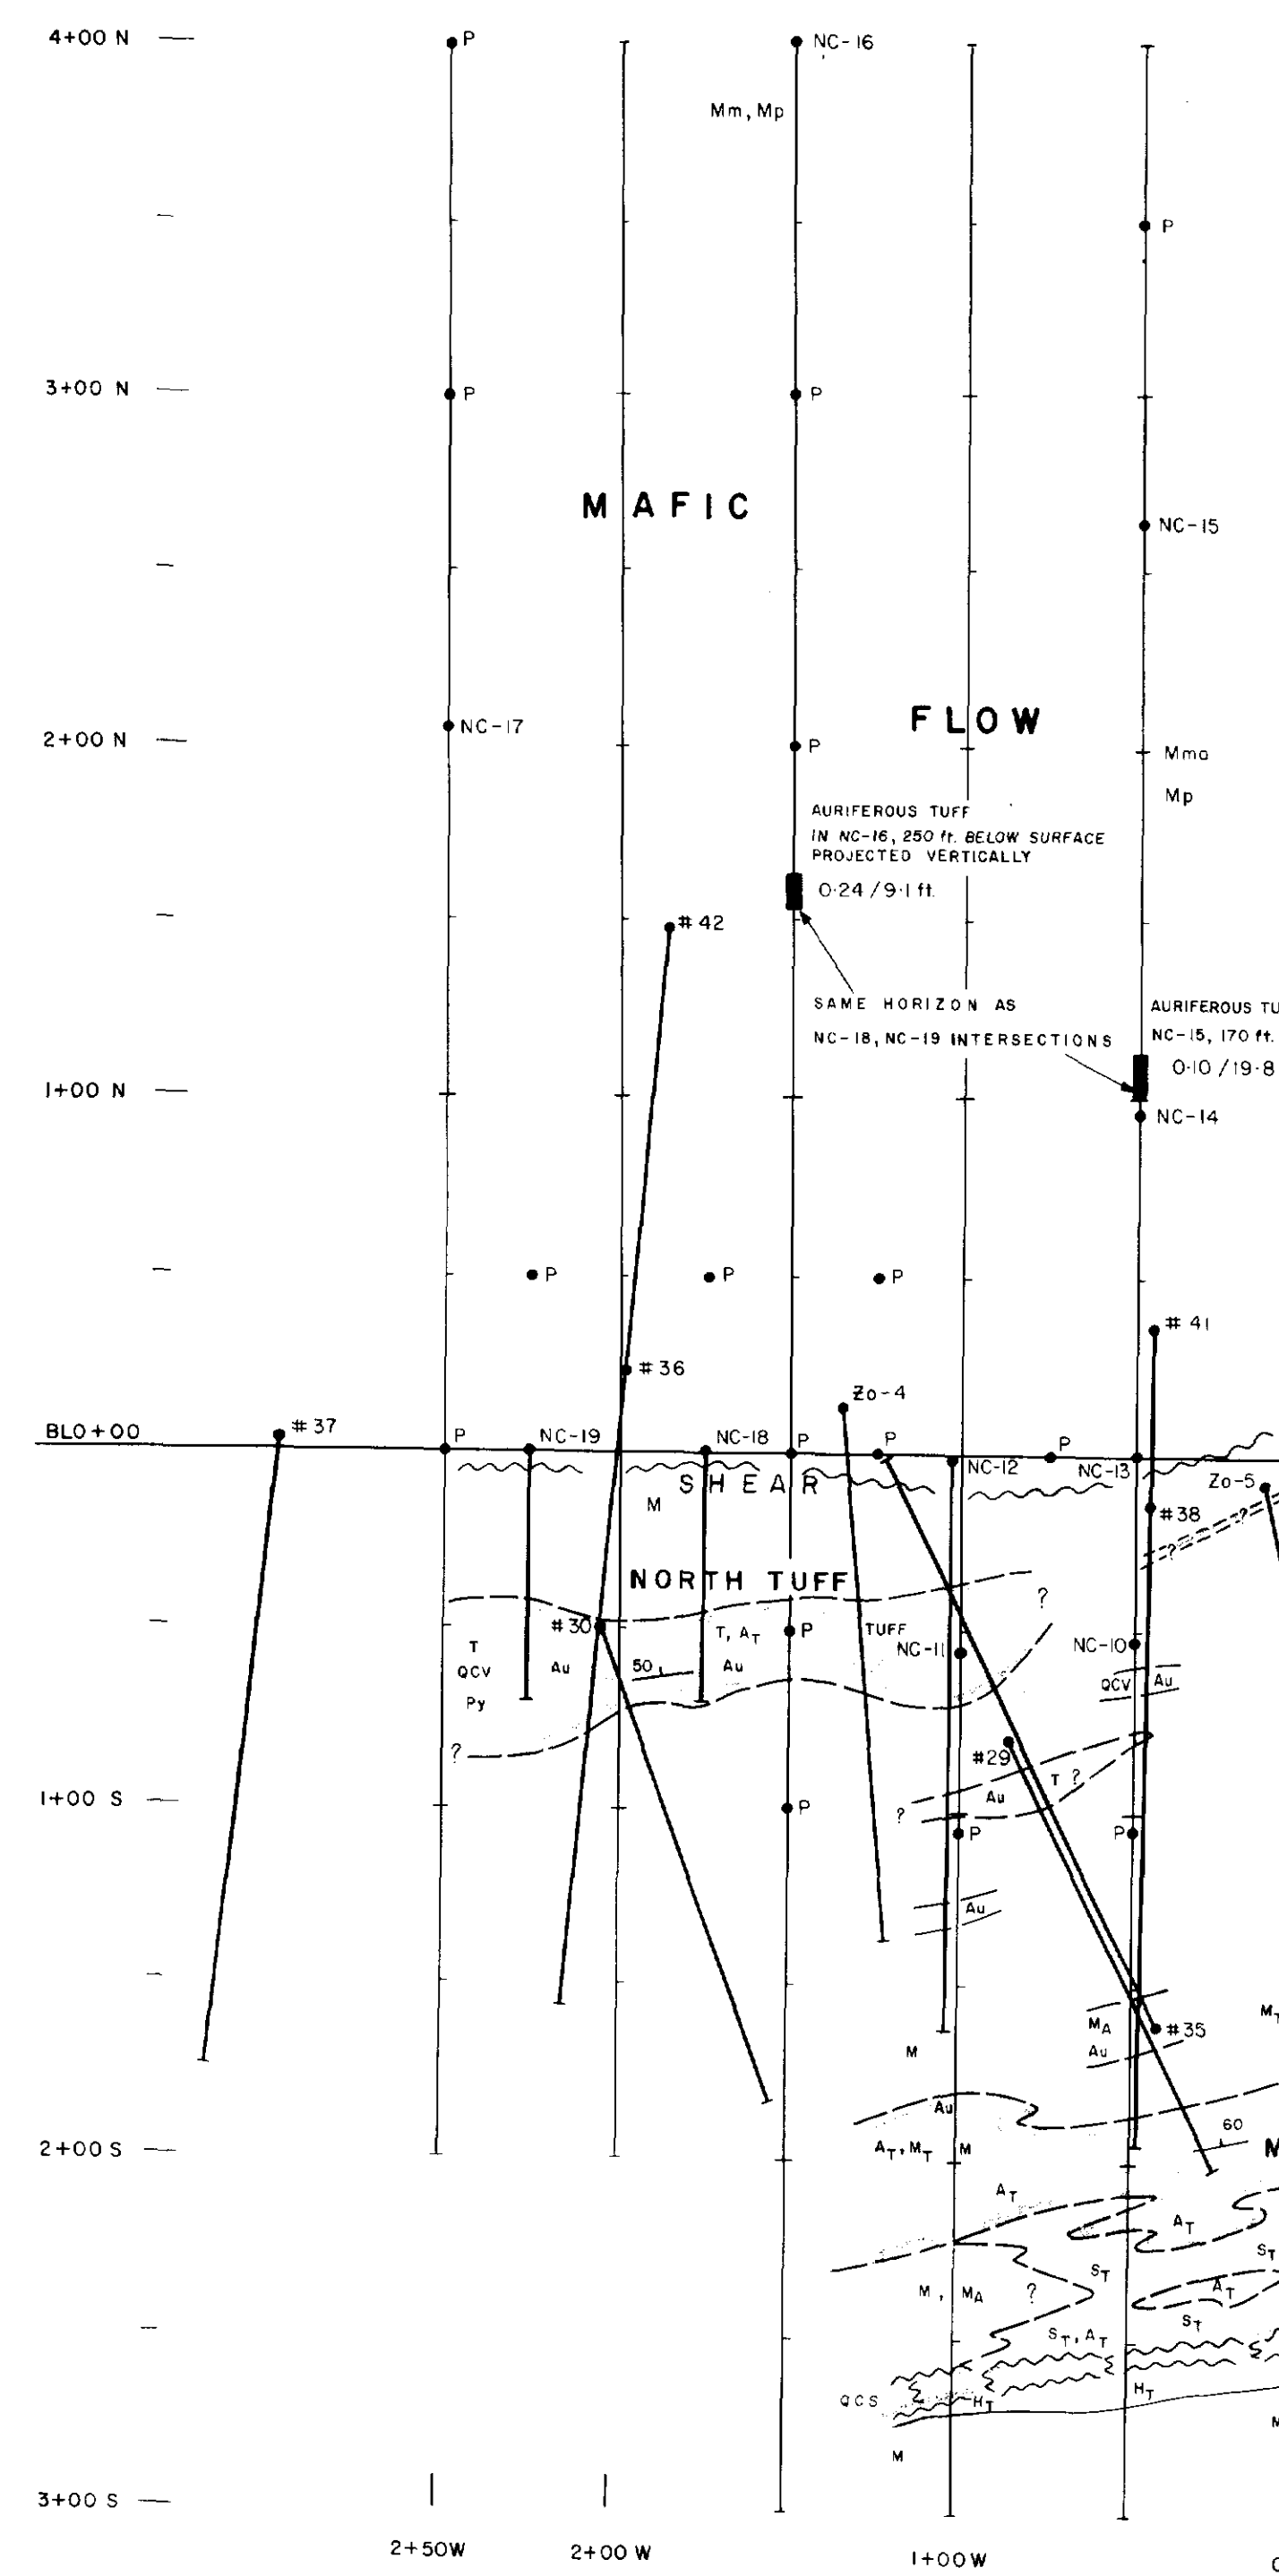 4+00 N
P
NC-16
Mm, Mp
P
3+00 N
P
P
MAFIC
NC-15
FLOW
NC-17
2+00 N
P
Mma
Mp
AURIFEROUS TUFF
IN NC-16, 250 ft. BELOW SURFACE
PROJECTED VERTICALLY
0·24 / 9·1 ft.
#42
SAME HORIZON AS
NC-18, NC-19 INTERSECTIONS
AURIFEROUS TU
NC-15, 170 ft.
0·10 / 19·8
1+00 N
NC-14
P
P
P
#41
#36
Zo-4
BL0+00
#37
P
NC-19
NC-18
P
P
NC-12
P
NC-13
SHEAR
Zo-5
M
#38
?
?
NORTH TUFF
?
#30
T, AT
P
TUFF
NC-11
NC-10
T
QCV
Au
50
Au
QCV
Au
Py
?
#29
T ?
Au
1+00 S
P
?
P
P
Au
MA
#35
MT
M
Au
Au
60
2+00 S
AT, MT
M
M
AT
AT
ST
ST
M, MA
?
AT
ST
ST, AT
QCS
HT
HT
M
M
3+00 S
2+50W
2+00 W
1+00W